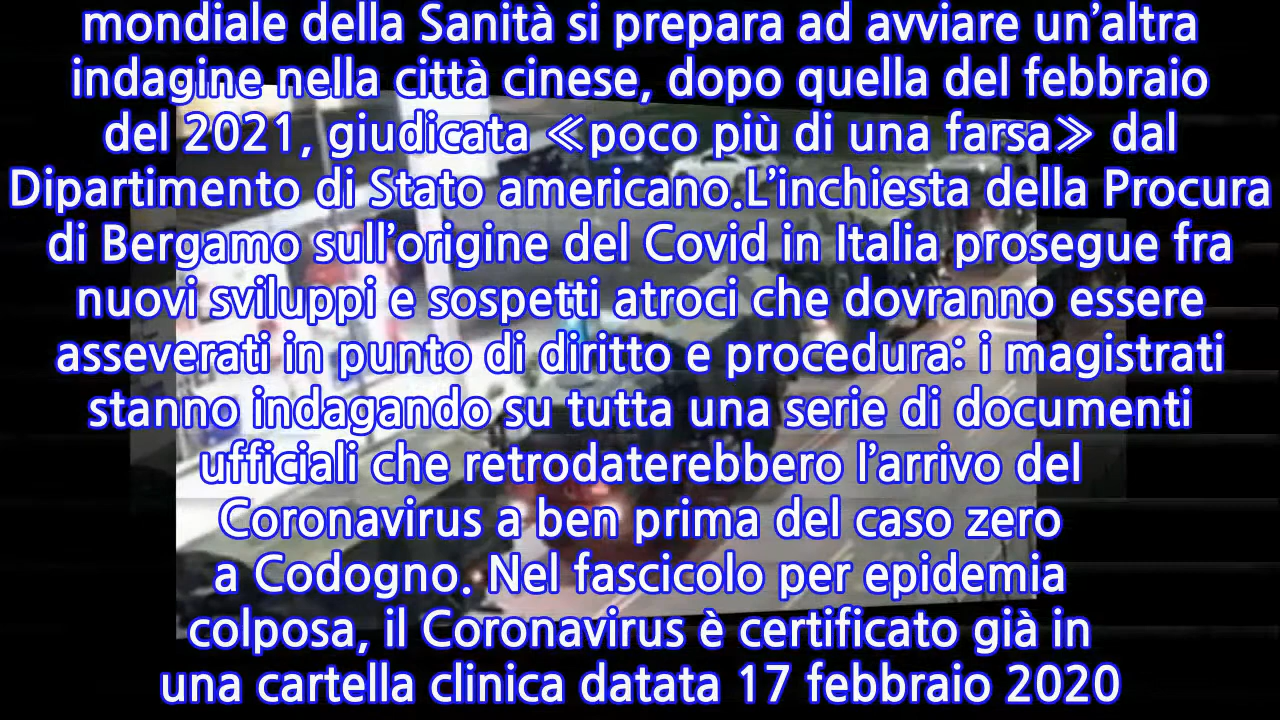 mondiale della Sanità si prepara ad avviare un’altra
indagine nella città cinese, dopo quella del febbraio
del 2021, giudicata ≪poco più di una farsa≫ dal
Dipartimento di Stato americano.L’inchiesta della Procura
di Bergamo sull’origine del Covid in Italia prosegue fra
nuovi sviluppi e sospetti atroci che dovranno essere
asseverati in punto di diritto e procedura: i magistrati
stanno indagando su tutta una serie di documenti
ufficiali che retrodaterebbero l’arrivo del
Coronavirus a ben prima del caso zero
a Codogno. Nel fascicolo per epidemia
colposa, il Coronavirus è certificato già in
una cartella clinica datata 17 febbraio 2020